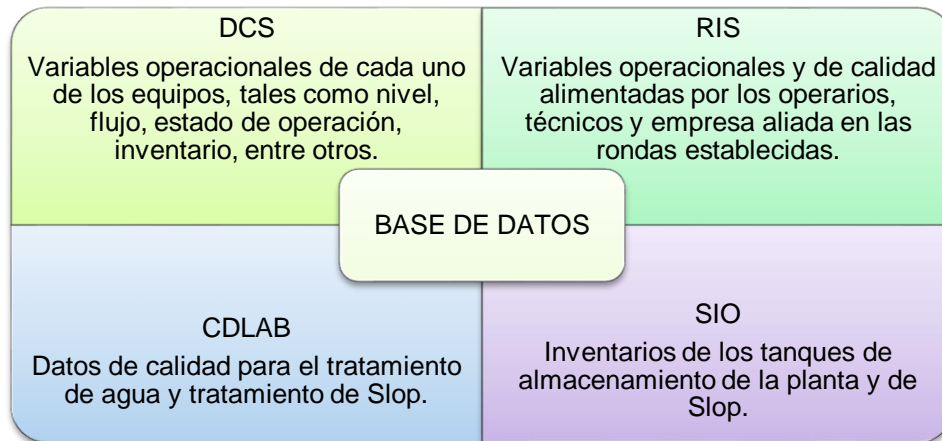 DCS
Variables operacionales de cada uno
de los equipos, tales como nivel,
flujo, estado de operación,
inventario, entre otros.
RIS
Variables operacionales y de calidad
alimentadas por los operarios,
técnicos y empresa aliada en las
rondas establecidas.
BASE DE DATOS
CDLAB
Datos de calidad para el tratamiento
de agua y tratamiento de Slop.
SIO
Inventarios de los tanques de
almacenamiento de la planta y de
Slop.